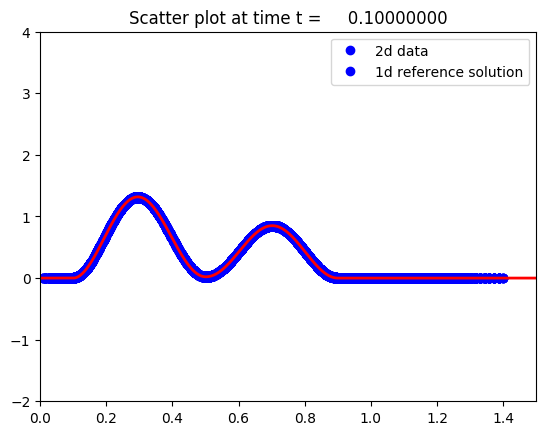 Scatter plot at time t =     0.10000000
2d data
1d reference solution
4
3
2
1
0
−1
−2
0.0 0.2 0.4 0.6 0.8 1.0 1.2 1.4